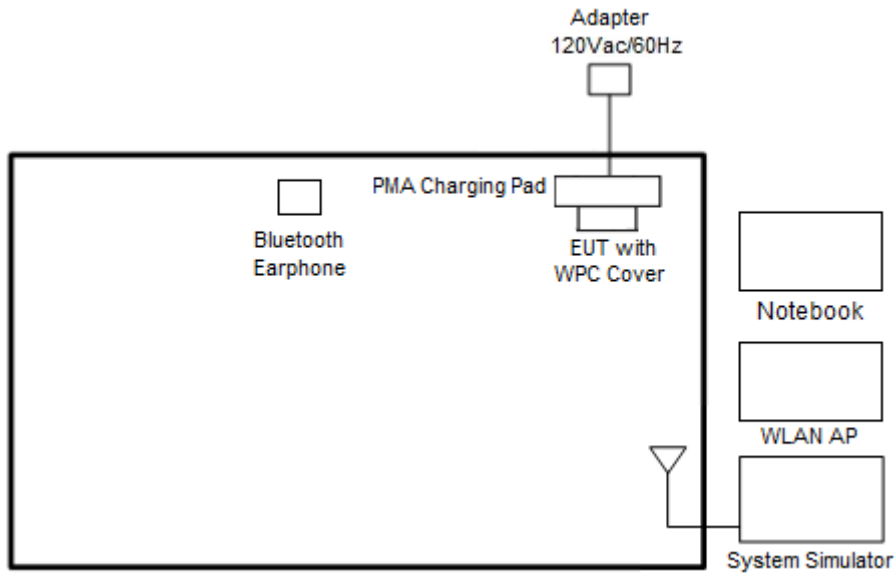 Adapter
120Vac/60Hz
PMA Charging Pad
Bluetooth
Earphone
EUT with
WPC Cover
Notebook
WLAN AP
System Simulator